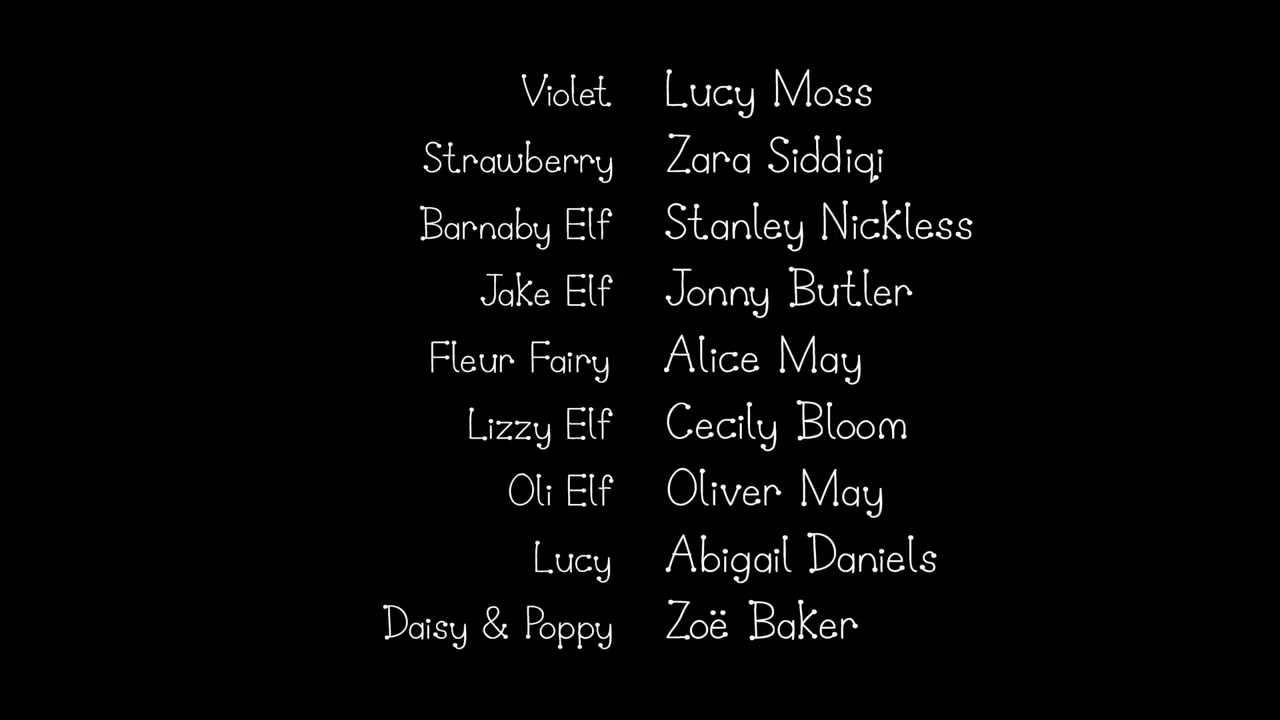 Violet Lucy Moss
Strawberry Zara Siddiqi
Barnaby Elf Stanley Nickless
Jake Elf Jonny Butler
Fleur Fairy Alice May
Lizzy Elf Cecily Bloom
Oli Elf Oliver May
Lucy Abigail Daniels
Daisy & Poppy Zoë Baker